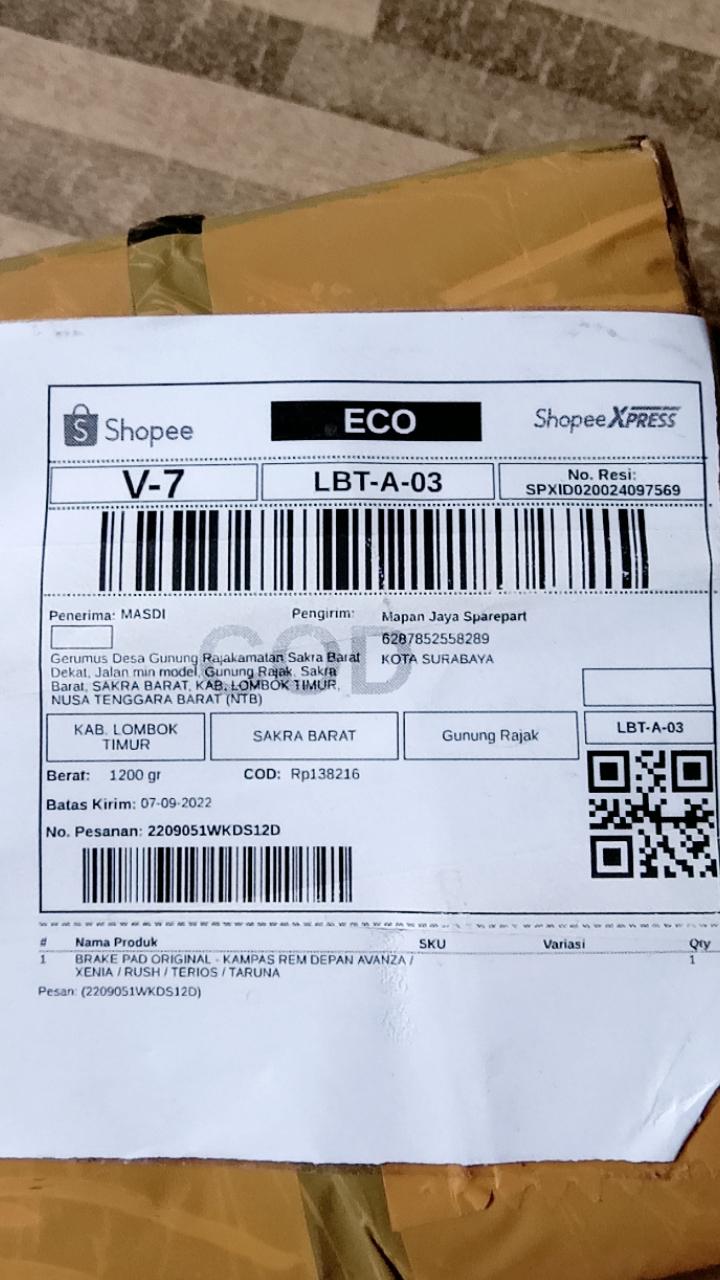 Shopee
ECO
Shopee XPRESS
V-7
LBT-A-03
No. Resi:
SPXID020024097569
COD
Penerima: MASDI
Gerumus Desa Gunung Rajakamatan Sakra Barat
Dekat, Jalan min model, Gunung Rajak, Sakra
Barat, SAKRA BARAT, KAB. LOMBOK TIMUR,
NUSA TENGGARA BARAT (NTB)
Pengirim: Mapan Jaya Sparepart
6287852558289
KOTA SURABAYA
KAB. LOMBOK
TIMUR
SAKRA BARAT
Gunung Rajak
LBT-A-03
Berat: 1200 gr
COD: Rp138216
Batas Kirim: 07-09-2022
No. Pesanan: 2209051WKDS12D
# Nama Produk SKU Variasi Qty
1 BRAKE PAD ORIGINAL - KAMPAS REM DEPAN AVANZA / 1
XENIA / RUSH / TERIOS / TARUNA
Pesan: (2209051WKDS12D)